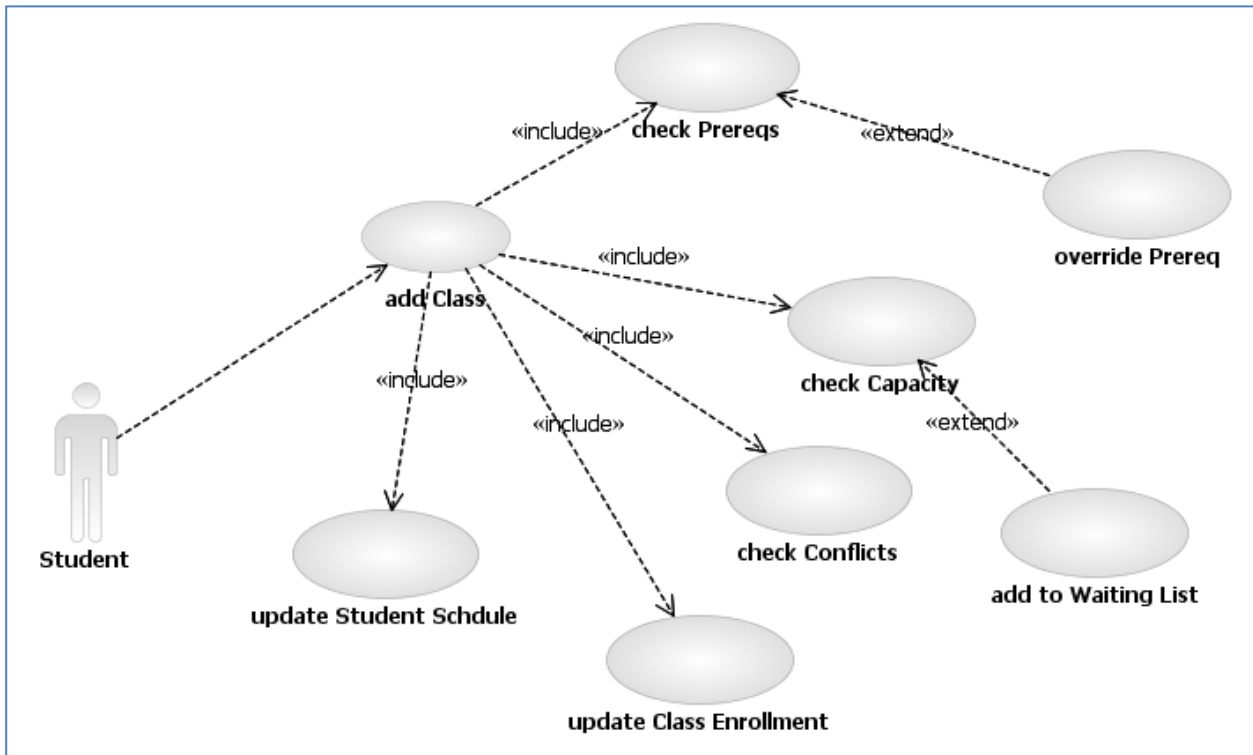 «include»
check Prereqs
«extend»
override Prereq
add Class
«include»
«include»
check Capacity
«include»
«extend»
«include»
check Conflicts
Student
add to Waiting List
update Student Schdule
update Class Enrollment